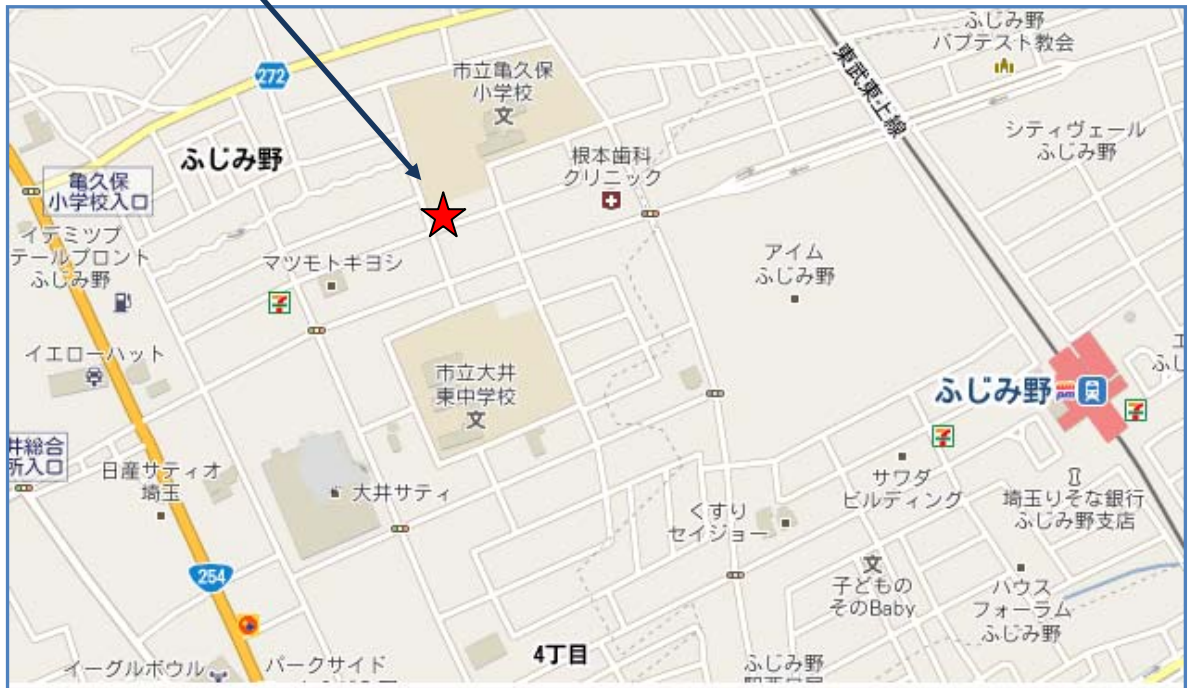 ふじみ野
バプテスト教会
東武東上線
272
市立亀久保
小学校
文
シティヴェール
ふじみ野
ふじみ野
根本歯科
クリニック
亀久保
小学校入口
イデミツブ
テールブロント
ふじみ野
マツモトキヨシ
アイム
ふじみ野
イエローハット
市立大井
東中学校
文
ふじみ野
井総合
所入口
日産サティオ
埼玉
大井サティ
サワダ
ビルディング
埼玉りそな銀行
ふじみ野支店
くすり
セイジョー
254
文
子どもの
そのBaby
ハウス
フォーラム
ふじみ野
4丁目
イーグルボウル
パークサイド
ふじみ野